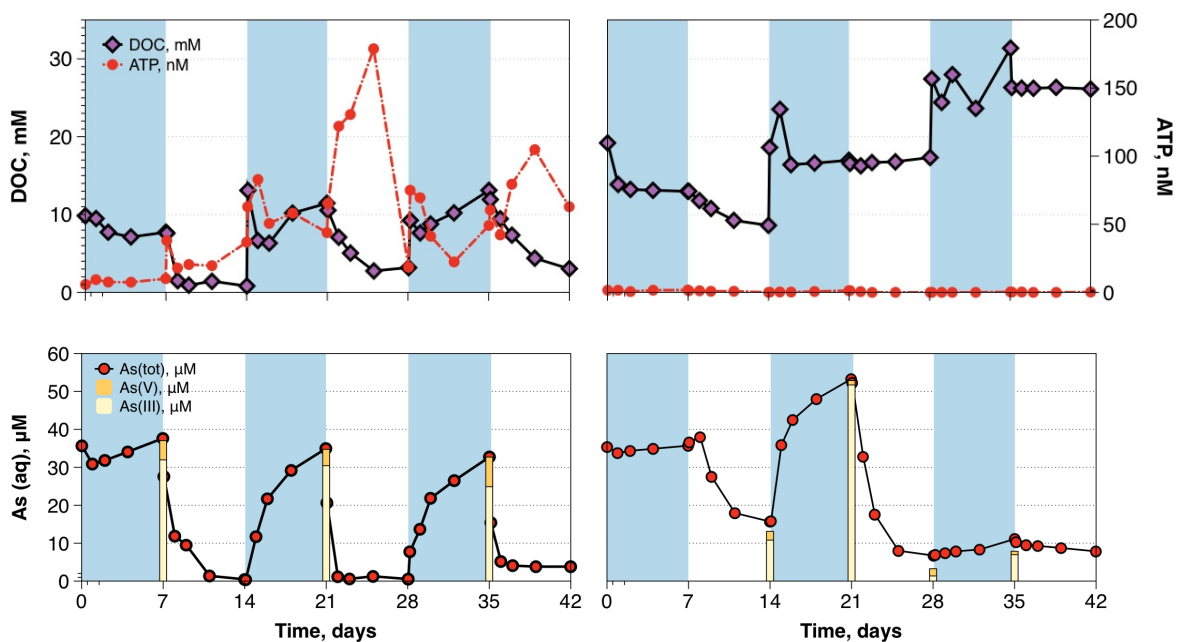 30
20
10
0
DOC, mM
DOC, mM
ATP, nM
200
150
100
50
0
ATP, nM
60
50
40
30
20
10
0
As (aq), µM
As(tot), µM
As(V), µM
As(III), µM
0 7 14 21 28 35 42
Time, days
0 7 14 21 28 35 42
Time, days